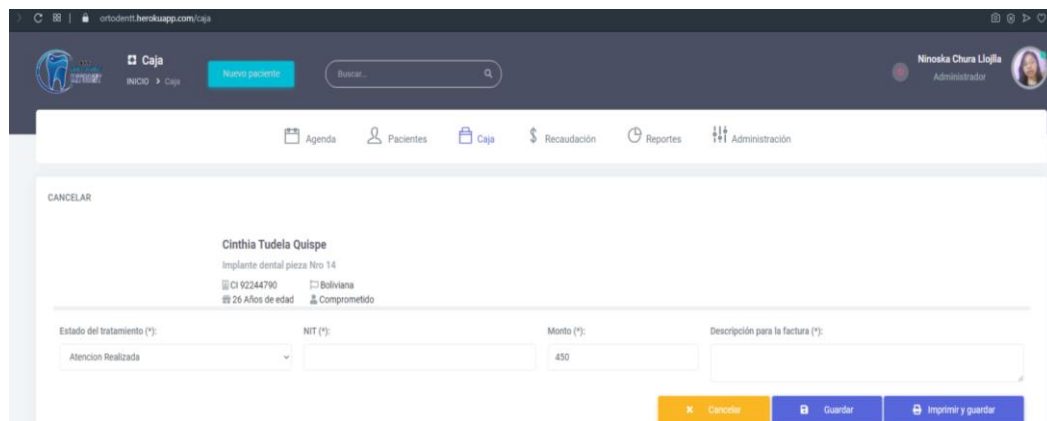 ortodentt.herokuapp.com/caja
Caja
INICIO > Caja
Nuevo paciente
Buscar...
Ninoska Chura Llojlla
Administrador
Agenda
Pacientes
Caja
$ Recaudación
Reportes
Administración
CANCELAR
Cinthia Tudela Quispe
Implante dental pieza Nro 14
CI 92244790
Boliviana
26 Años de edad
Comprometido
Estado del tratamiento (*):
NIT (*):
Monto (*):
Descripción para la factura (*):
Atencion Realizada
450
Cancelar
Guardar
Imprimir y guardar